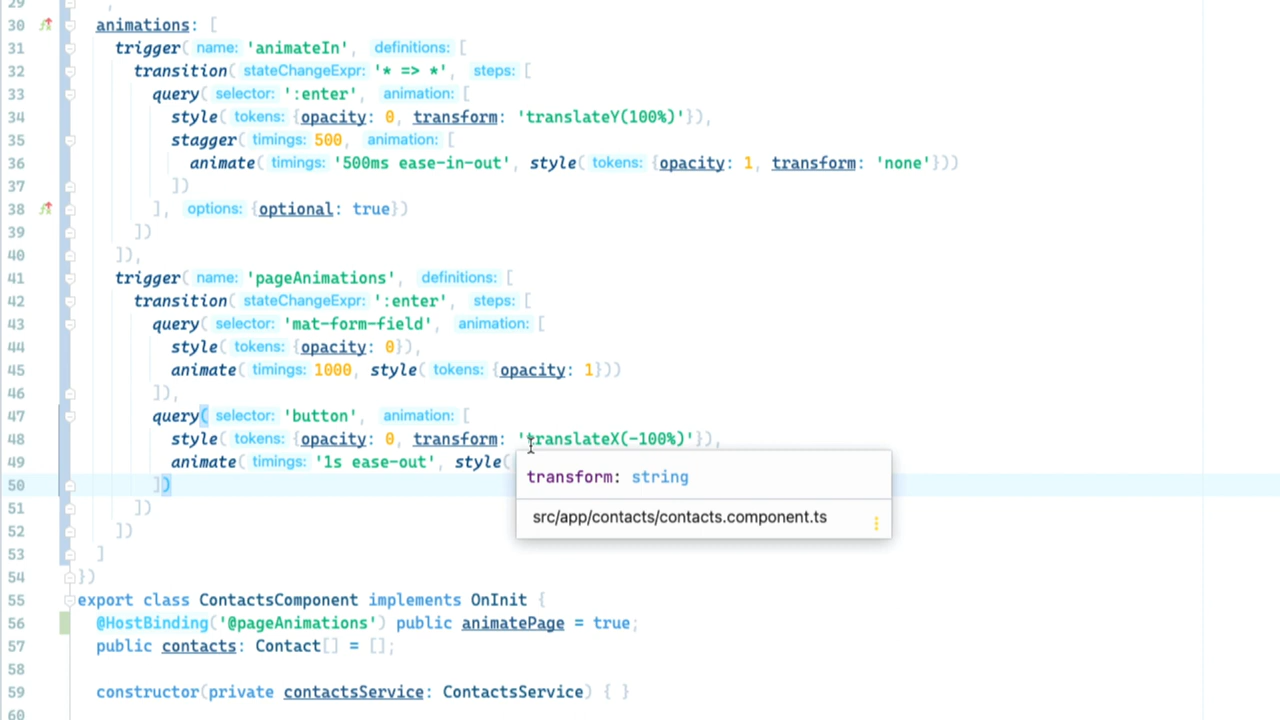 29 ,
30 animations: [
31 trigger( name: 'animateIn', definitions: [
32 transition( stateChangeExpr: '* => *', steps: [
33 query( selector: ':enter', animation: [
34 style( tokens: {opacity: 0, transform: 'translateY(100%)'}),
35 stagger( timings: 500, animation: [
36 animate( timings: '500ms ease-in-out', style( tokens: {opacity: 1, transform: 'none'}))
37 ])
38 ], options: {optional: true})
39 ])
40 ]),
41 trigger( name: 'pageAnimations', definitions: [
42 transition( stateChangeExpr: ':enter', steps: [
43 query( selector: 'mat-form-field', animation: [
44 style( tokens: {opacity: 0}),
45 animate( timings: 1000, style( tokens: {opacity: 1}))
46 ]),
47 query( selector: 'button', animation: [
48 style( tokens: {opacity: 0, transform: 'translateX(-100%)'}),
49 animate( timings: '1s ease-out', style(
transform: string
50 ])
src/app/contacts/contacts.component.ts
51 ])
52 ])
53 ]
54 })
55 export class ContactsComponent implements OnInit {
56 @HostBinding('@pageAnimations') public animatePage = true;
57 public contacts: Contact[] = [];
58
59 constructor(private contactsService: ContactsService) { }
60